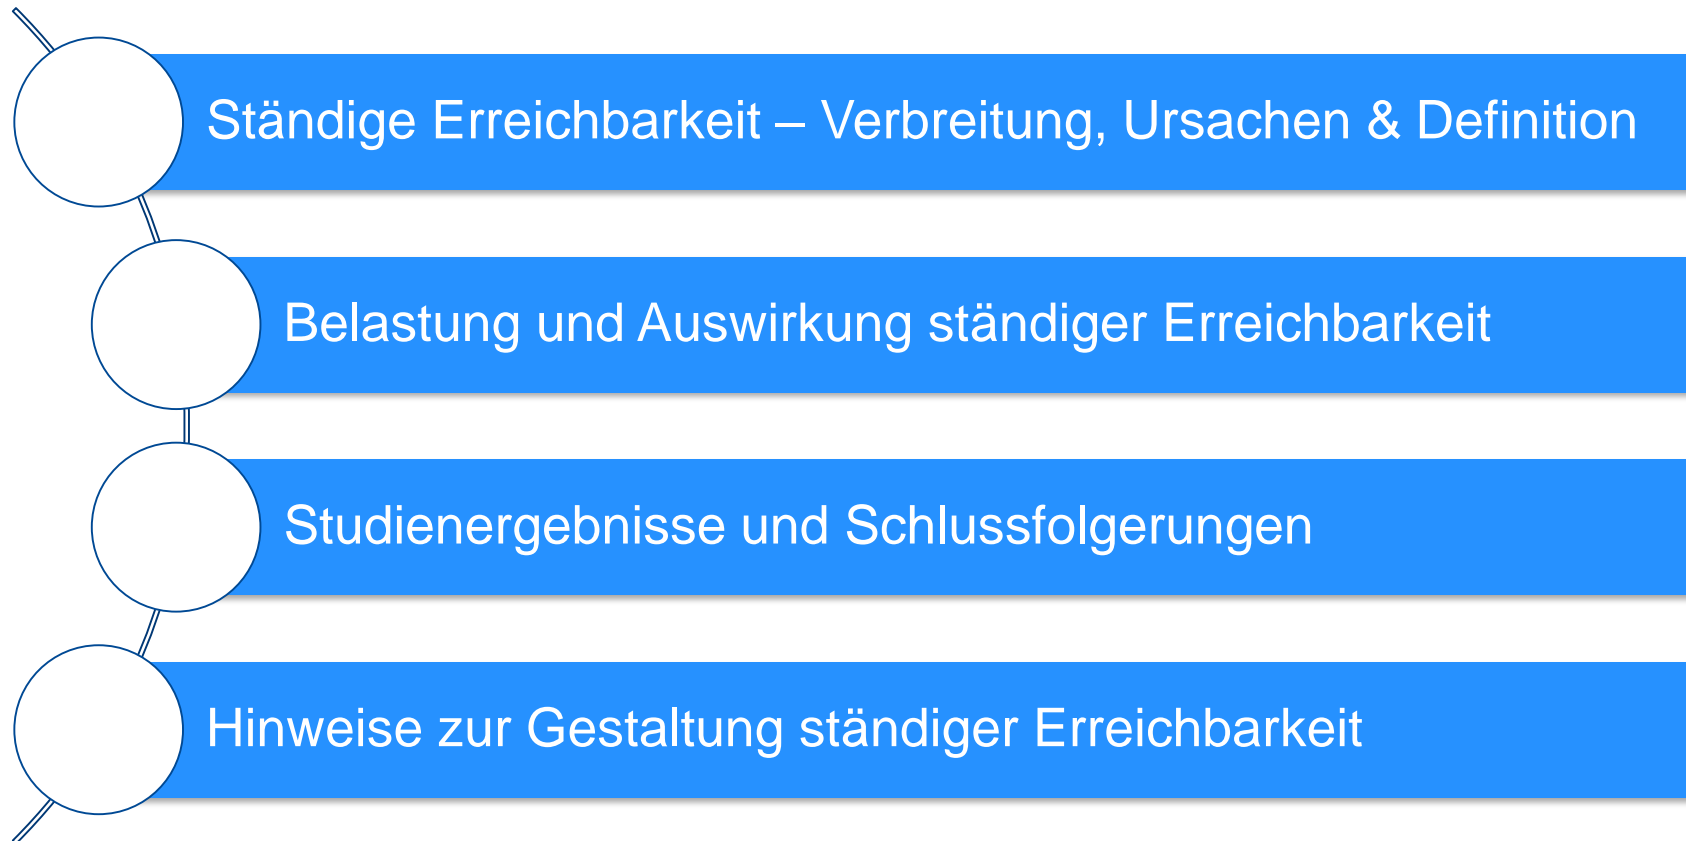 Ständige Erreichbarkeit – Verbreitung, Ursachen & Definition
Belastung und Auswirkung ständiger Erreichbarkeit
Studienergebnisse und Schlussfolgerungen
Hinweise zur Gestaltung ständiger Erreichbarkeit